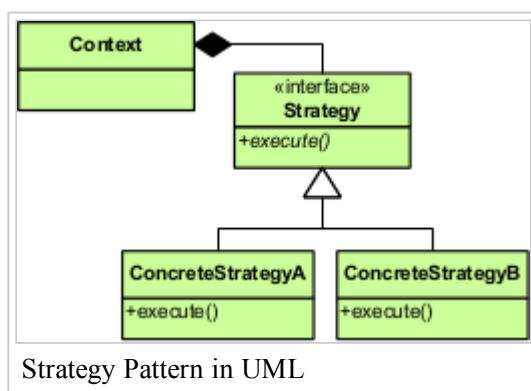 Context
«interface»
Strategy
+execute()
ConcreteStrategyA
+execute()
ConcreteStrategyB
+execute()
Strategy Pattern in UML